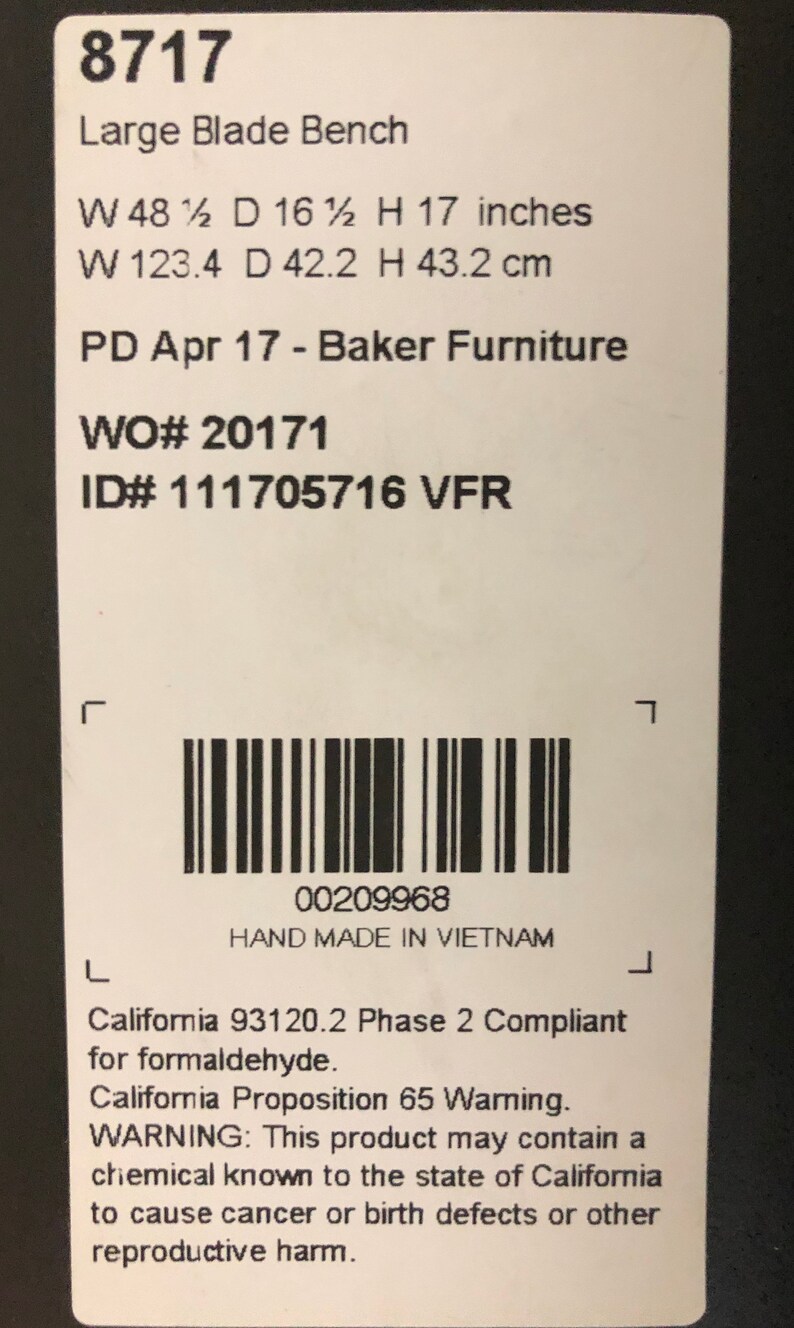 8717
Large Blade Bench
W 48 ½ D 16 ½ H 17 inches
W 123.4 D 42.2 H 43.2 cm
PD Apr 17 - Baker Furniture
WO# 20171
ID# 111705716 VFR
00209968
HAND MADE IN VIETNAM
California 93120.2 Phase 2 Compliant
for formaldehyde.
California Proposition 65 Warning.
WARNING: This product may contain a
chemical known to the state of California
to cause cancer or birth defects or other
reproductive harm.